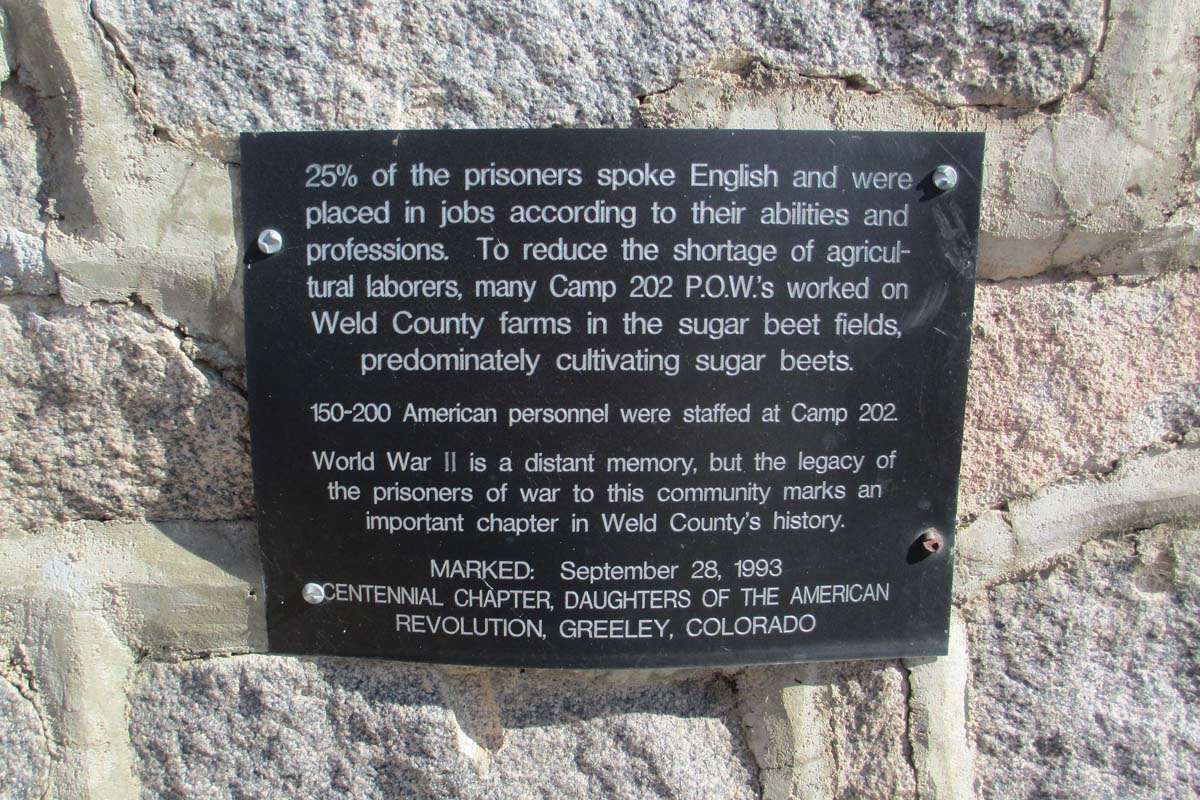 25% of the prisoners spoke English and were
placed in jobs according to their abilities and
professions. To reduce the shortage of agricul-
tural laborers, many Camp 202 P.O.W.'s worked on
Weld County farms in the sugar beet fields,
predominately cultivating sugar beets.
150-200 American personnel were staffed at Camp 202.
World War II is a distant memory, but the legacy of
the prisoners of war to this community marks an
important chapter in Weld County's history.
MARKED: September 28, 1993
CENTENNIAL CHAPTER, DAUGHTERS OF THE AMERICAN
REVOLUTION, GREELEY, COLORADO